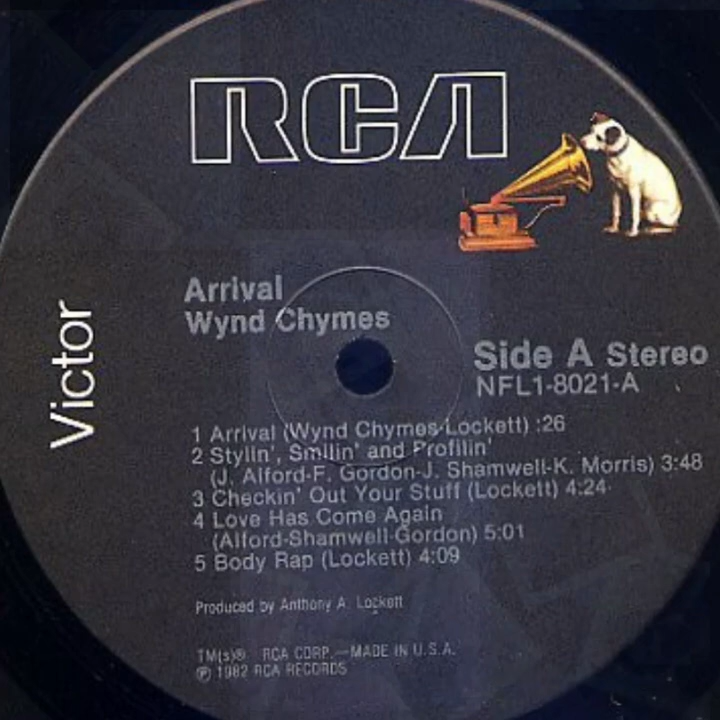 RCA
Victor
Arrival
Wynd Chymes
Side A Stereo
NFL1-8021-A
1 Arrival (Wynd Chymes-Lockett) :26
2 Stylin', Smilin' and Profilin'
(J. Alford-F. Gordon-J. Shamwell-K. Morris) 3:48
3 Checkin' Out Your Stuff (Lockett) 4:24
4 Love Has Come Again
(Alford-Shamwell-Gordon) 5:01
5 Body Rap (Lockett) 4:09
Produced by Anthony A. Lockett
TM(s)® RCA CORP.—MADE IN U.S.A.
℗ 1982 RCA RECORDS